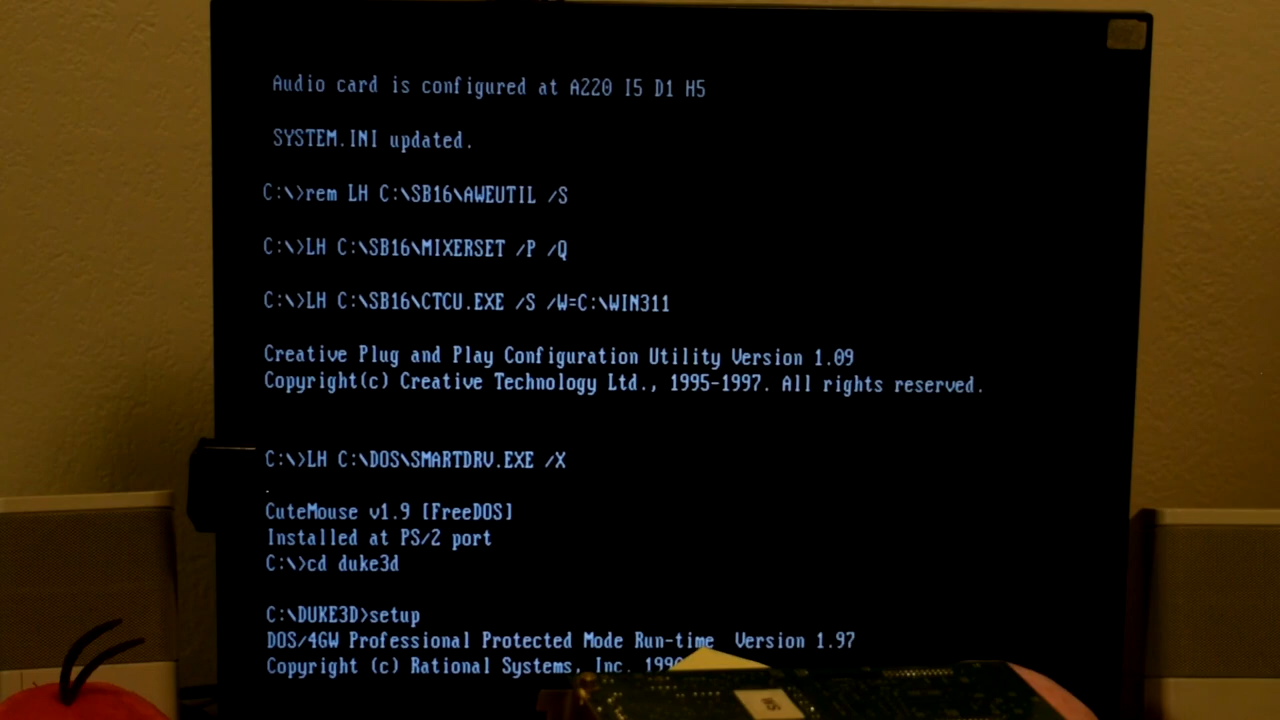 Audio card is configured at A220 I5 D1 H5
SYSTEM.INI updated.
C:\>rem LH C:\SB16\AWEUTIL /S
C:\>LH C:\SB16\MIXERSET /P /Q
C:\>LH C:\SB16\CTCU.EXE /S /W=C:\WIN311
Creative Plug and Play Configuration Utility Version 1.09
Copyright(c) Creative Technology Ltd., 1995-1997. All rights reserved.
C:\>LH C:\DOS\SMARTDRV.EXE /X
.
CuteMouse v1.9 [FreeDOS]
Installed at PS/2 port
C:\>cd duke3d
C:\DUKE3D>setup
DOS/4GW Professional Protected Mode Run-time  Version 1.97
Copyright (c) Rational Systems, Inc. 1990